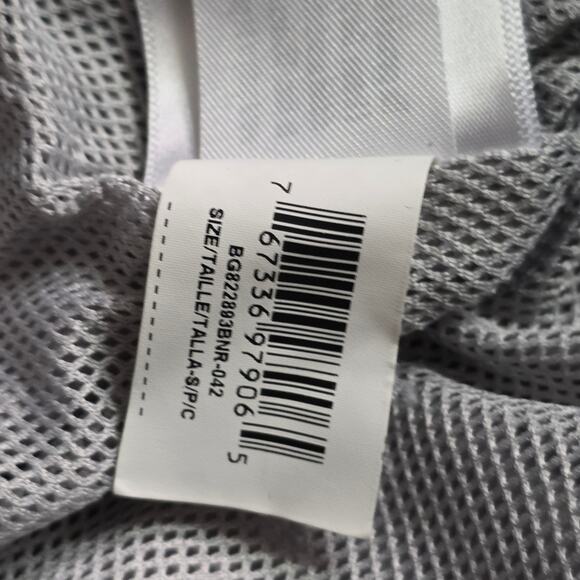 7 67336 97906 5
BG822883BNR-042
SIZE/TAILLE/TALLA-S/P/C